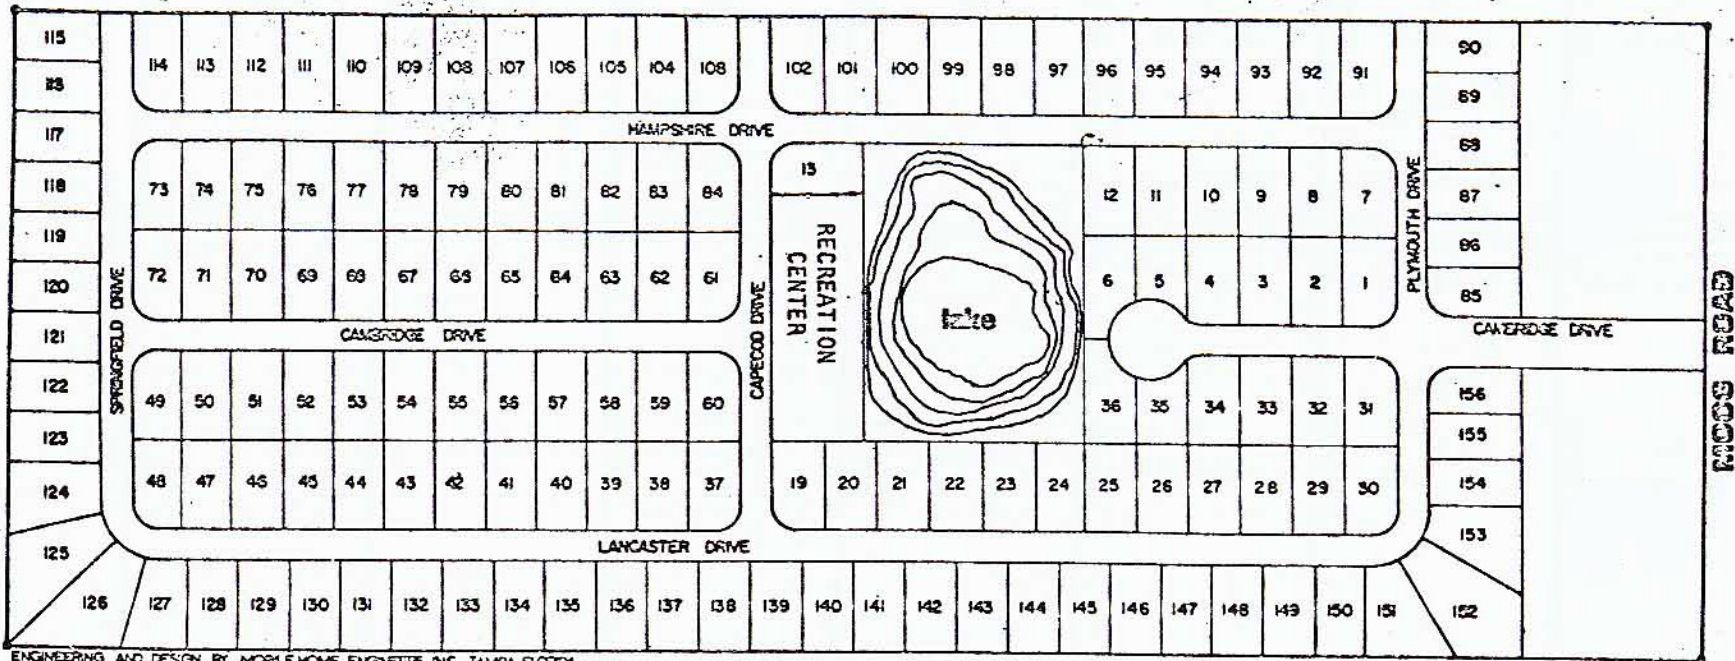 115
114 113 112 111 110 109 108 107 106 105 104 108
102 101 100 99 98 97 96 95 94 93 92 91
90
89
117
HAMPSHIRE DRIVE
88
118
73 74 75 76 77 78 79 80 81 82 83 84
13
12 11 10 9 8 7
PLYMOUTH DRIVE
87
119
86
120
72 71 70 69 68 67 66 65 64 63 62 61
RECREATION
CENTER
lake
6 5 4 3 2 1
85
121
SPRINGFIELD DRIVE
CAMBRIDGE DRIVE
CAPECOD DRIVE
CAMBRIDGE DRIVE
MOCCS ROAD
122
49 50 51 52 53 54 55 56 57 58 59 60
36 35 34 33 32 31
156
123
155
124
48 47 46 45 44 43 42 41 40 39 38 37
19 20 21 22 23 24 25 26 27 28 29 30
154
125
LANCASTER DRIVE
153
126 127 128 129 130 131 132 133 134 135 136 137 138 139 140 141 142 143 144 145 146 147 148 149 150 151 152
ENGINEERING AND DESIGN BY MOBILE HOME